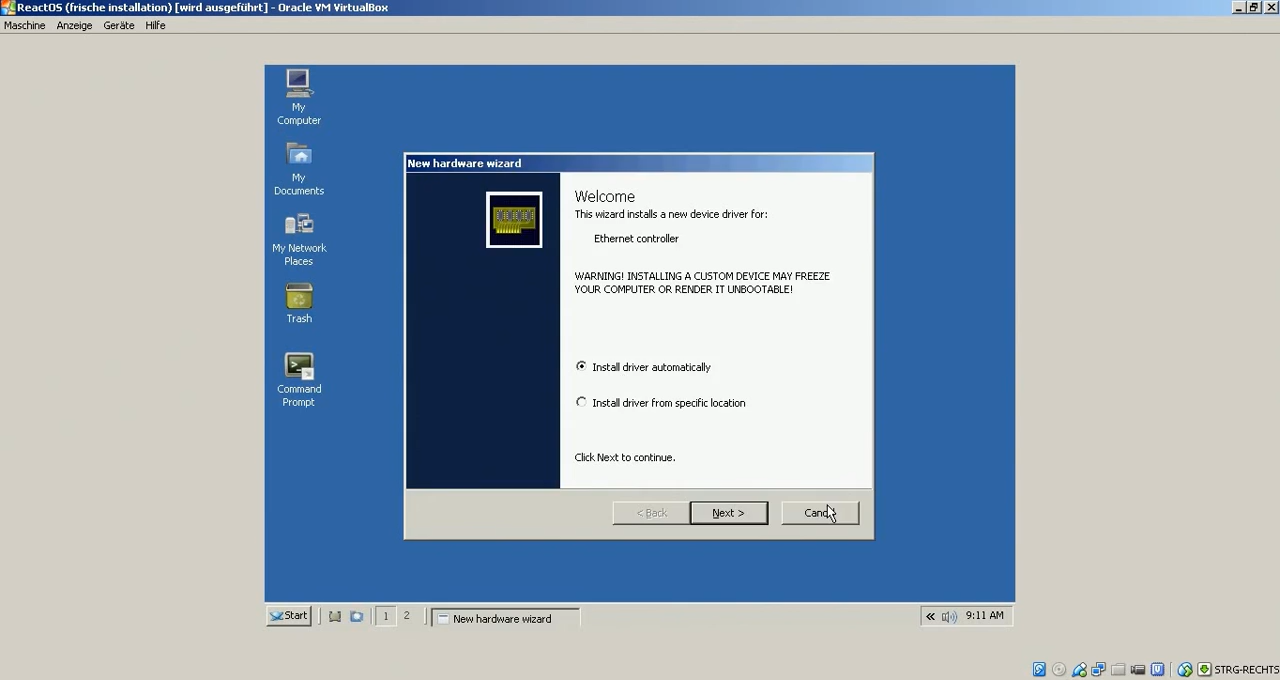 ReactOS (frische installation) [wird ausgeführt] - Oracle VM VirtualBox
Maschine Anzeige Geräte Hilfe
My
Computer
My
Documents
My Network
Places
Trash
Command
Prompt
New hardware wizard
Welcome
This wizard installs a new device driver for:
Ethernet controller
WARNING! INSTALLING A CUSTOM DEVICE MAY FREEZE
YOUR COMPUTER OR RENDER IT UNBOOTABLE!
Install driver automatically
Install driver from specific location
Click Next to continue.
< Back Next > Cancel
Start 1 2 New hardware wizard 9:11 AM
STRG-RECHTS